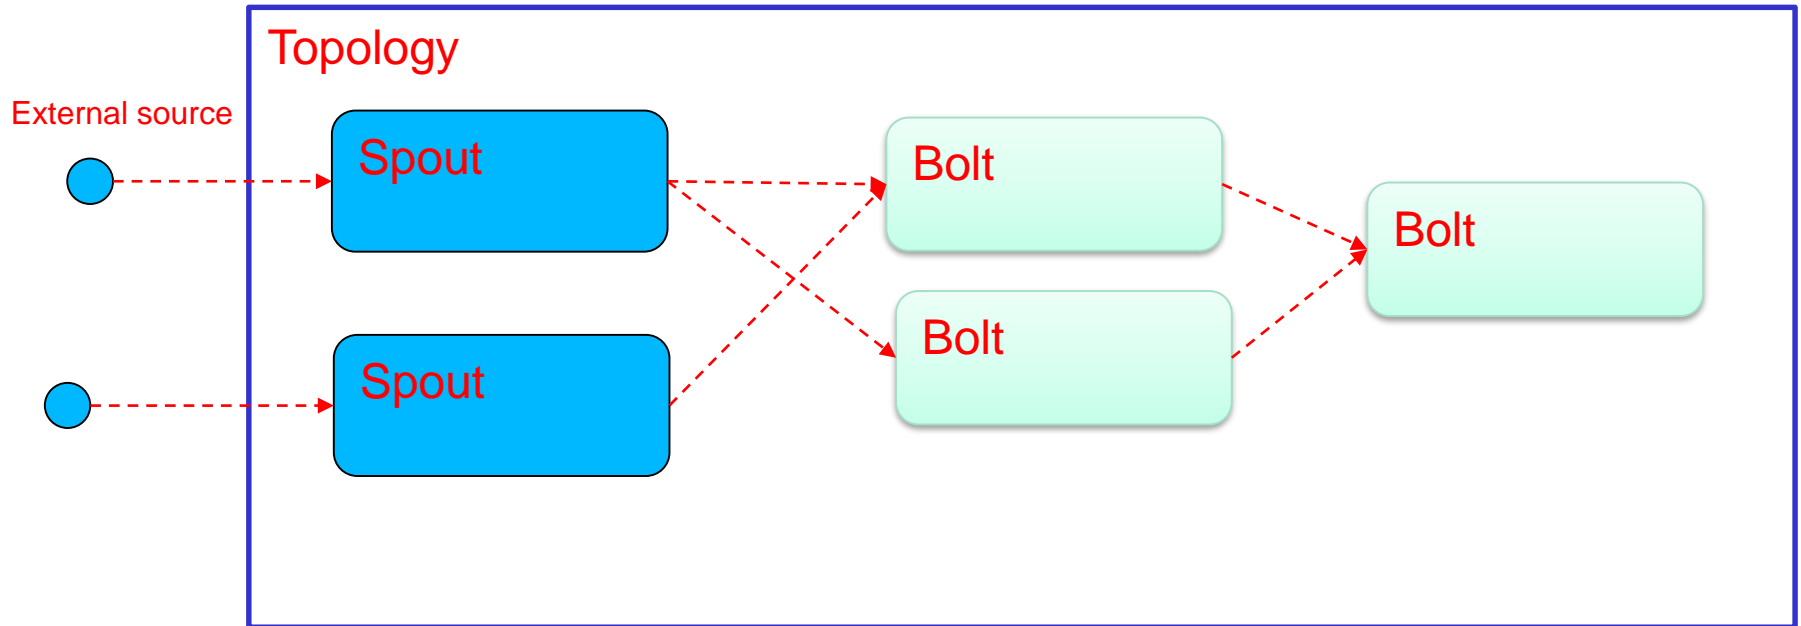 Topology
External source
Spout
Bolt
Bolt
Bolt
Spout